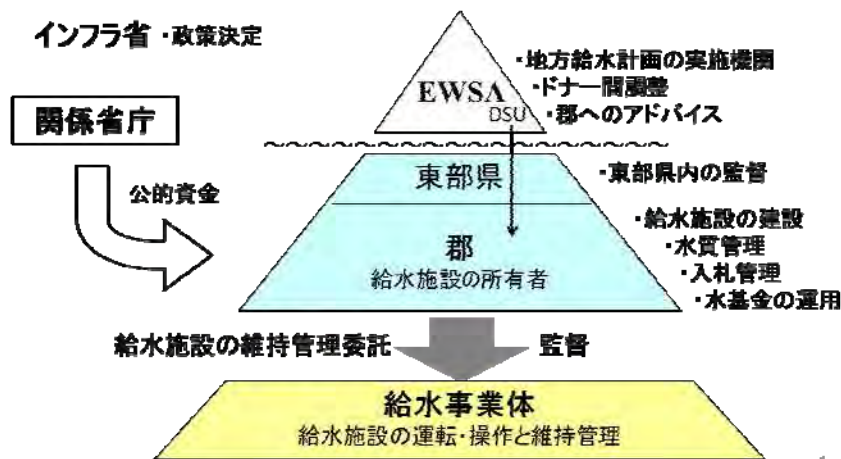 インフラ省 ・政策決定
EWSA
DSU
・地方給水計画の実施機関
・ドナー間調整
・郡へのアドバイス
関係省庁
公的資金
東部県
・東部県内の監督
郡
給水施設の所有者
・給水施設の建設
・水質管理
・入札管理
・水基金の運用
給水施設の維持管理委託
監督
給水事業体
給水施設の運転・操作と維持管理